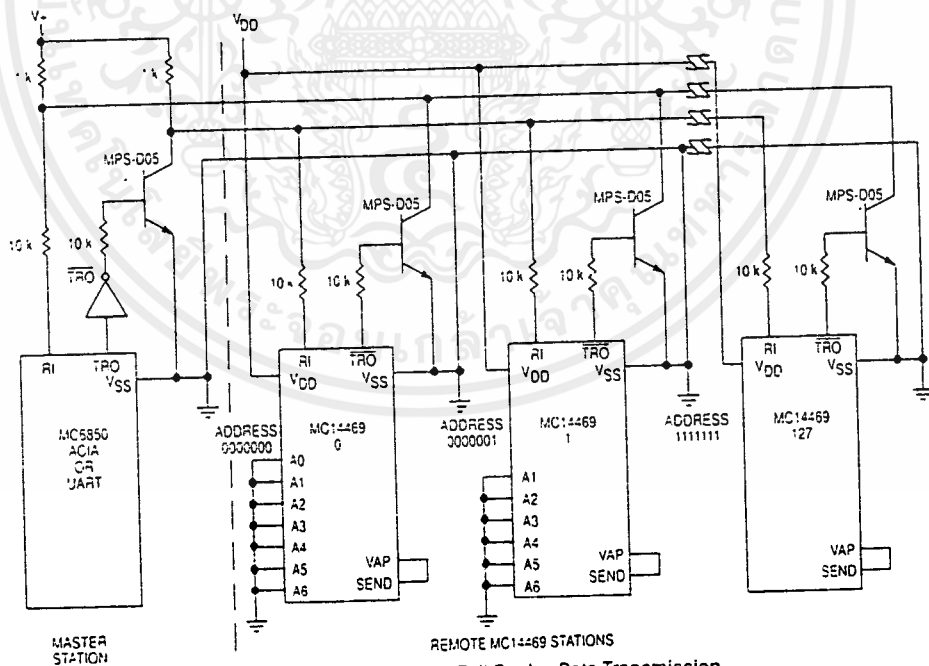 V+
VDD
1 k
1 k
MPS-D05
MPS-D05
MPS-D05
MPS-D05
10 k
10 k
TRO
10 k
10 k
10 k
10 k
10 k
10 k
RI
TRO
VSS
RI
TRO
VDD
VSS
RI
TRO
VDD
VSS
RI
TRO
VDD
VSS
MC6850
ACIA
OR
UART
ADDRESS
0000000
MC14469
0
ADDRESS
0000001
MC14469
1
ADDRESS
1111111
MC14469
127
A0
A1
A2
A3
A4
A5
A6
VAP
SEND
A1
A2
A3
A4
A5
A6
VAP
SEND
VAP
SEND
MASTER
STATION
REMOTE MC14469 STATIONS
Data Transmission